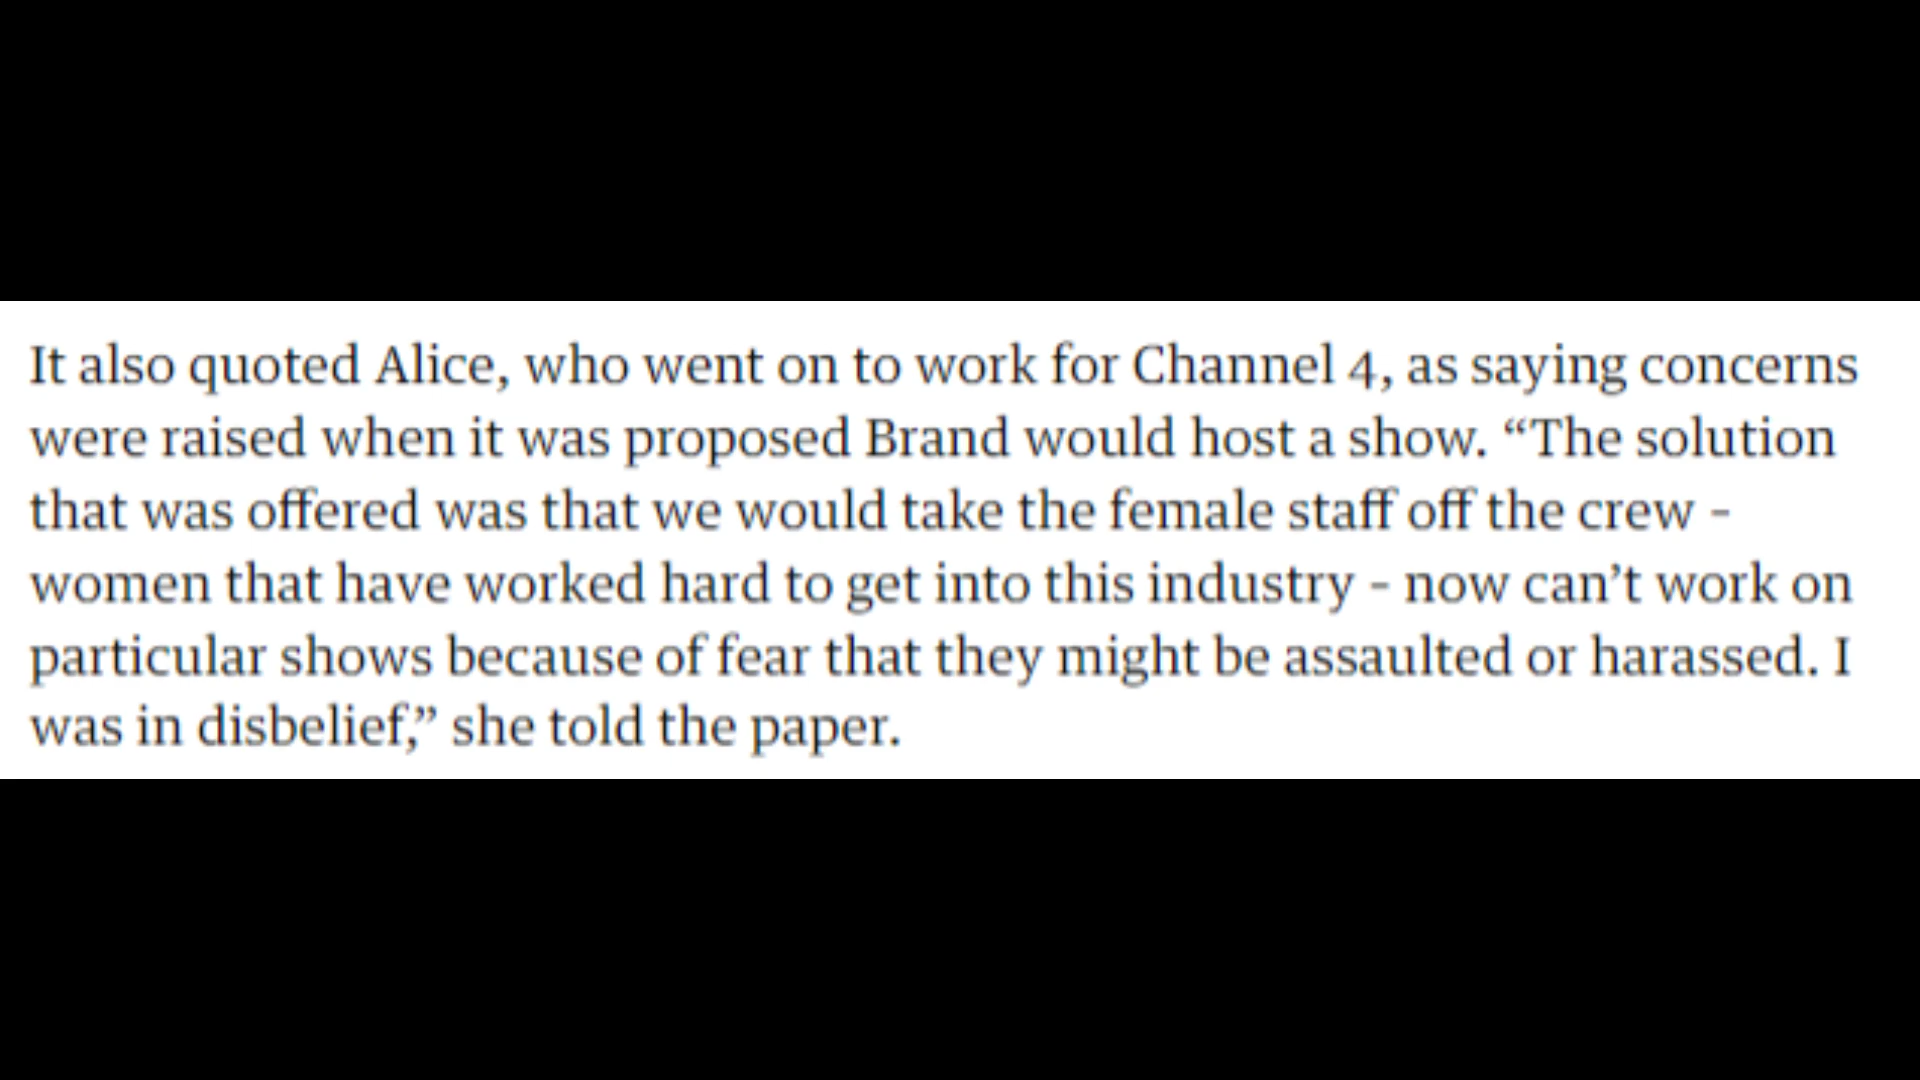 It also quoted Alice, who went on to work for Channel 4, as saying concerns
were raised when it was proposed Brand would host a show. “The solution
that was offered was that we would take the female staff off the crew -
women that have worked hard to get into this industry - now can’t work on
particular shows because of fear that they might be assaulted or harassed. I
was in disbelief,” she told the paper.